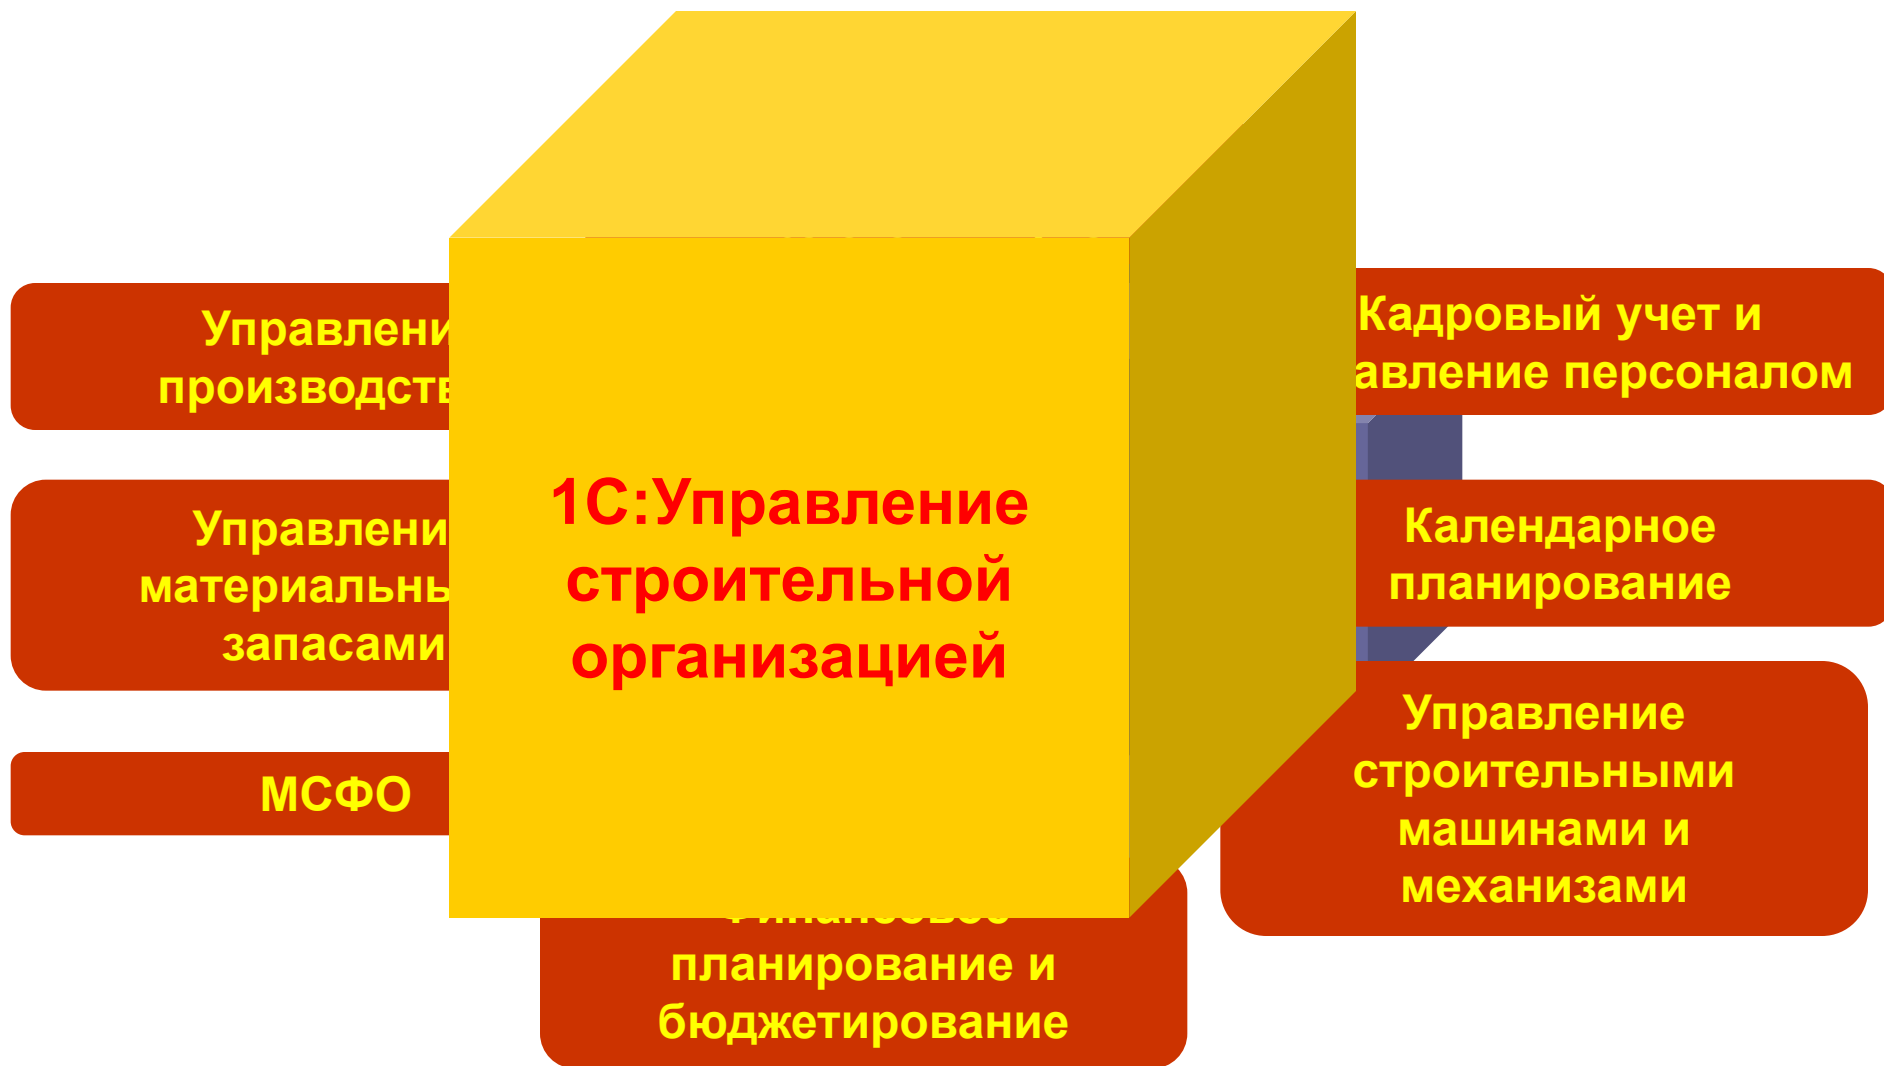 Управлени
производств
Управлени
материальны
запасами
МСФО
1С:Управление
строительной
организацией
Кадровый учет и
авление персоналом
Календарное
планирование
Управление
строительными
машинами и
механизами
планирование и
бюджетирование